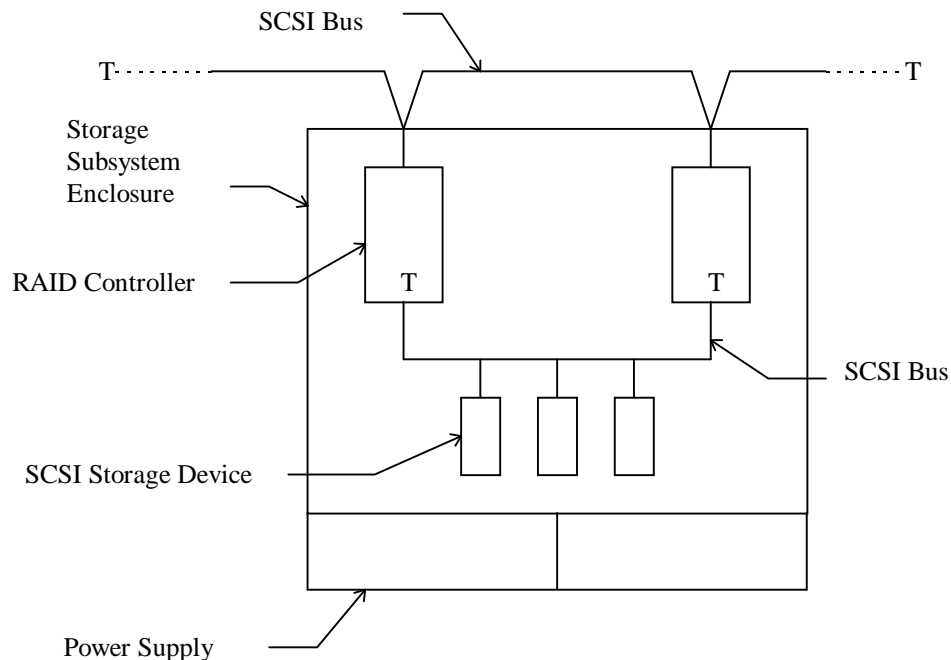 SCSI Bus
T
T
Storage
Subsystem
Enclosure
RAID Controller
T
T
SCSI Bus
SCSI Storage Device
Power Supply